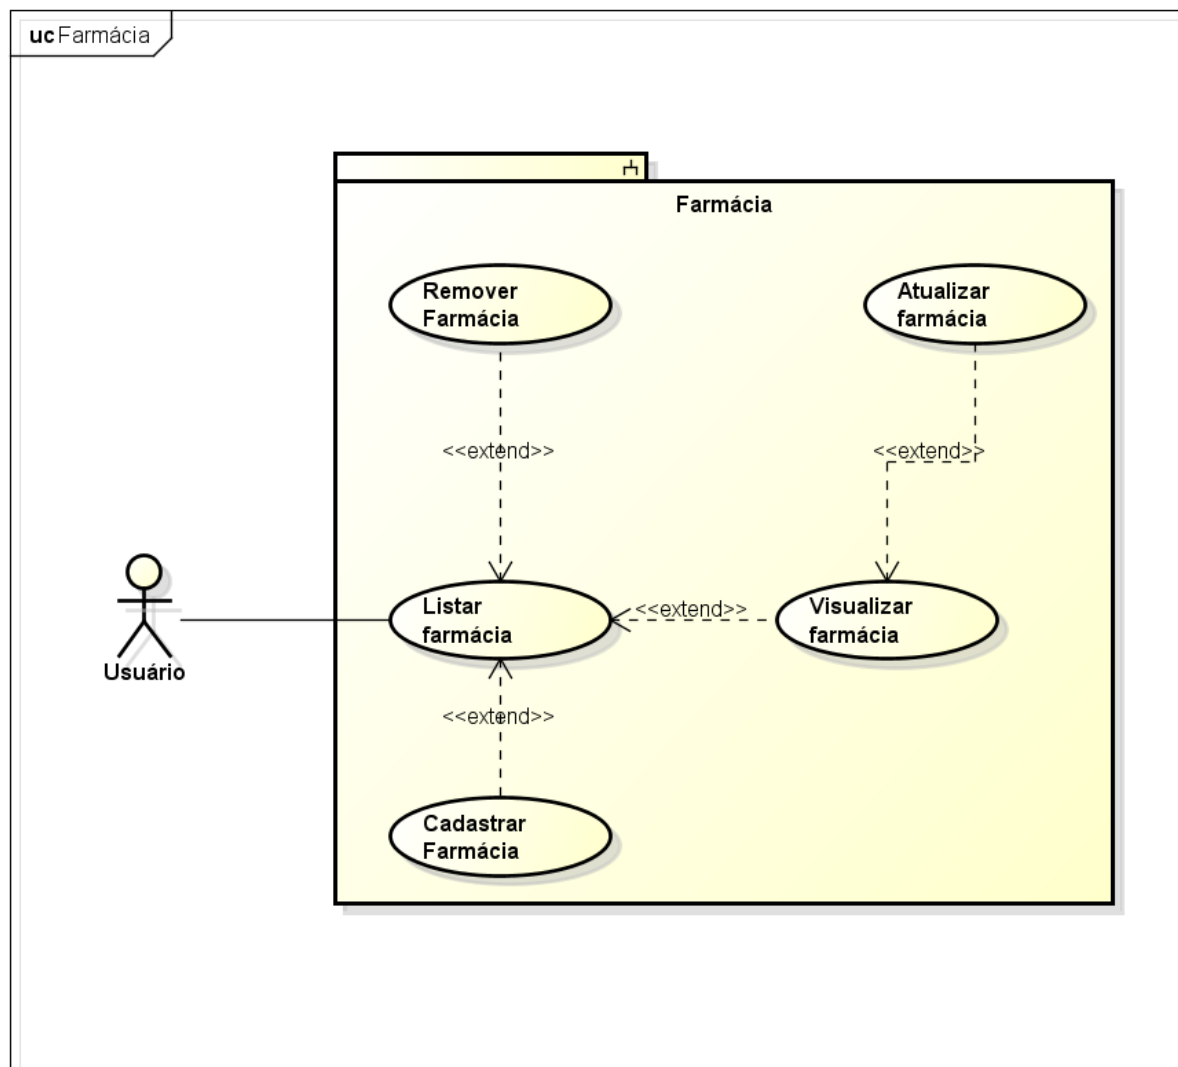 uc Farmácia
Farmácia
Remover
Farmácia
Atualizar
farmácia
<<extend>>
<<extend>>
Listar
farmácia
<<extend>>
Visualizar
farmácia
Usuário
<<extend>>
Cadastrar
Farmácia